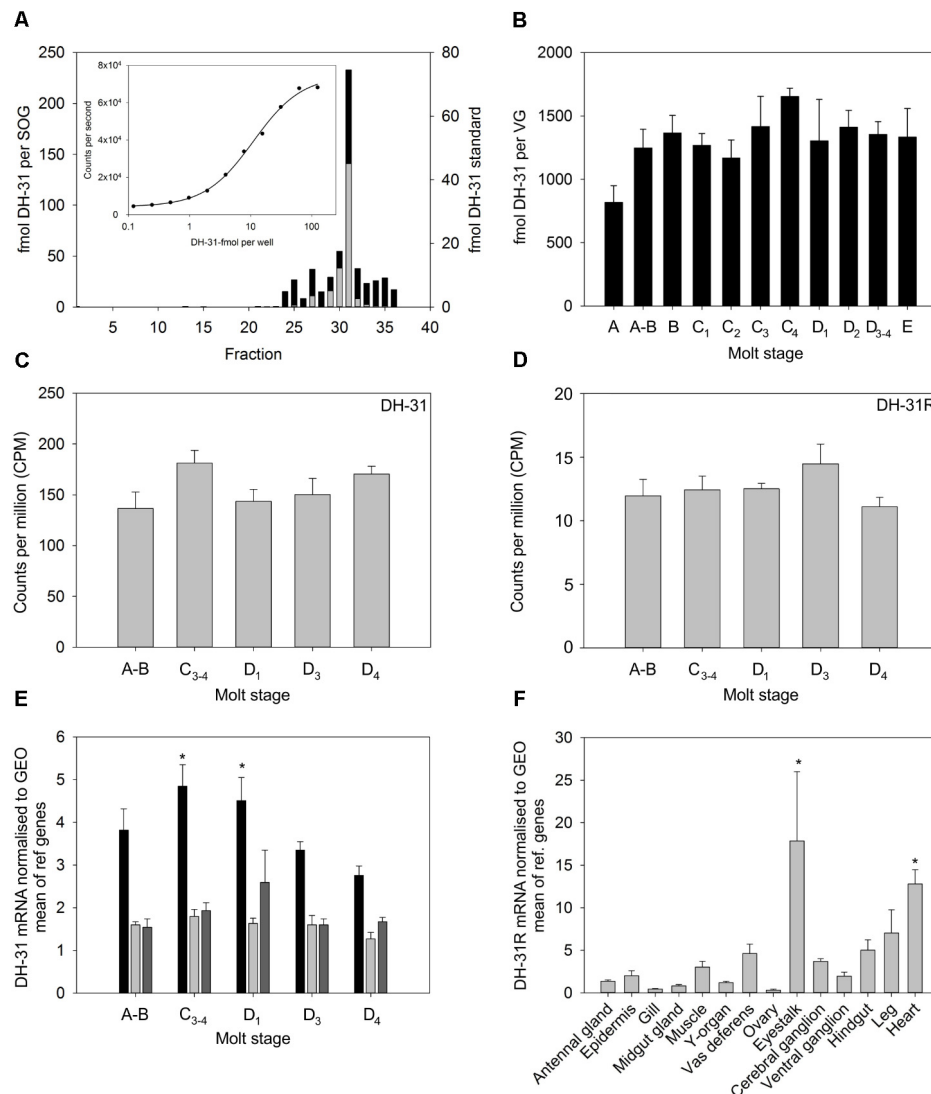 A
fmol DH-31 per SOG
250
200
150
100
50
0
80
60
40
20
0
fmol DH-31 standard
5
10
15
20
25
30
35
40
Fraction
Counts per second
8x10⁴
6x10⁴
4x10⁴
2x10⁴
0
0.1
1
10
100
DH-31-fmol per well
B
fmol DH-31 per VG
2000
1500
1000
500
0
A
A-B
B
C₁
C₂
C₃
C₄
D₁
D₂
D₃₋₄
E
Molt stage
C
Counts per million (CPM)
250
200
150
100
50
0
DH-31
A-B
C₃₋₄
D₁
D₃
D₄
Molt stage
D
Counts per million (CPM)
20
15
10
5
0
DH-31R
A-B
C₃₋₄
D₁
D₃
D₄
Molt stage
E
DH-31 mRNA normalised to GEO
mean of ref genes
6
5
4
3
2
1
0
*
*
A-B
C₃₋₄
D₁
D₃
D₄
Molt stage
F
DH-31R mRNA normalised to GEO
mean of ref. genes
30
25
20
15
10
5
0
*
*
Antennal gland
Epidermis
Gill
Midgut gland
Muscle
Y-organ
Vas deferens
Ovary
Eyestalk
Cerebral ganglion
Ventral ganglion
Hindgut
Leg
Heart